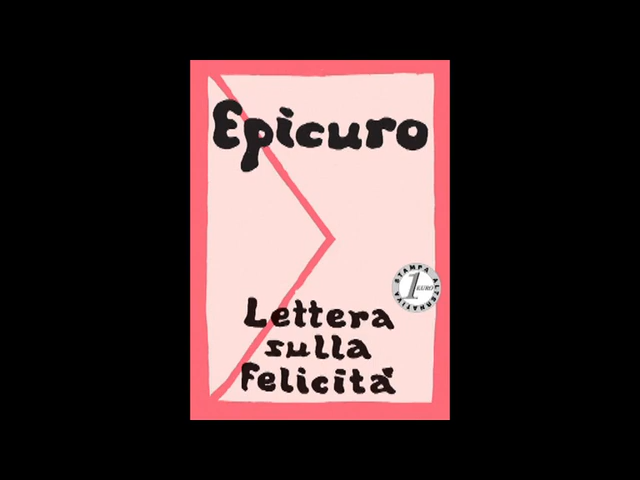 Epicuro
STAMPA ALTERNATIVA
1 EURO
Lettera
sulla
Felicità